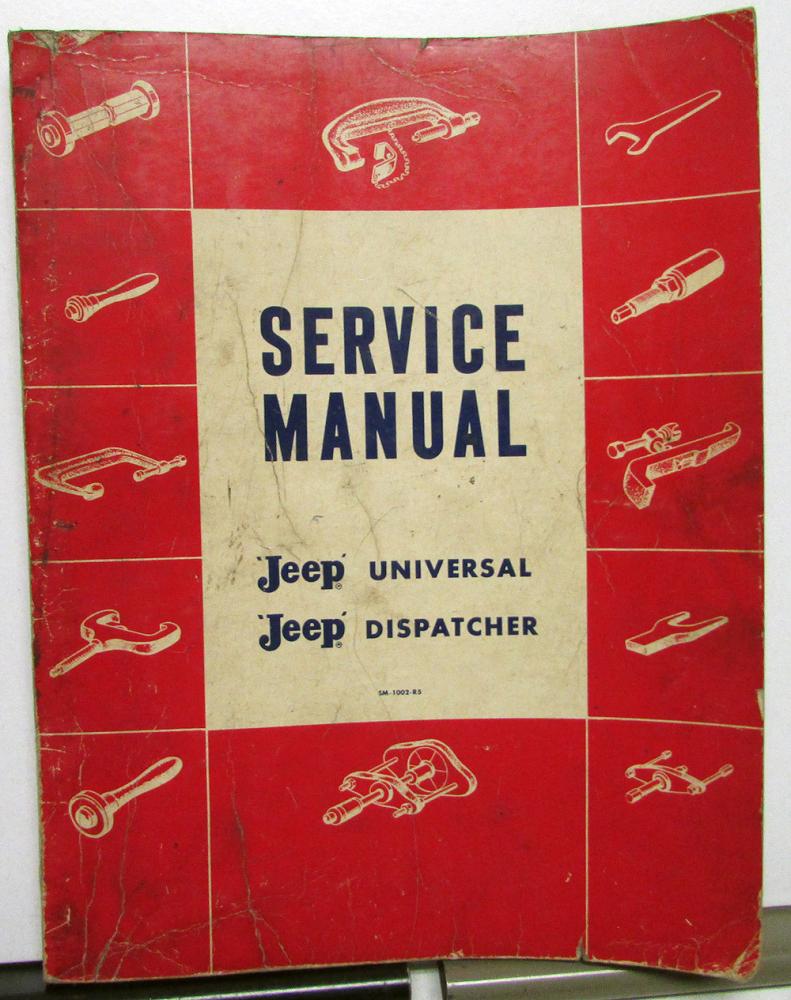 SERVICE
MANUAL
'Jeep'® UNIVERSAL
'Jeep'® DISPATCHER
SM-1002-R5